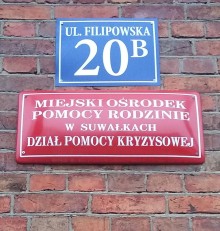 UL. FILIPOWSKA
20B
MIEJSKI OŚRODEK
POMOCY RODZINIE
W SUWAŁKACH
DZIAŁ POMOCY KRYZYSOWEJ